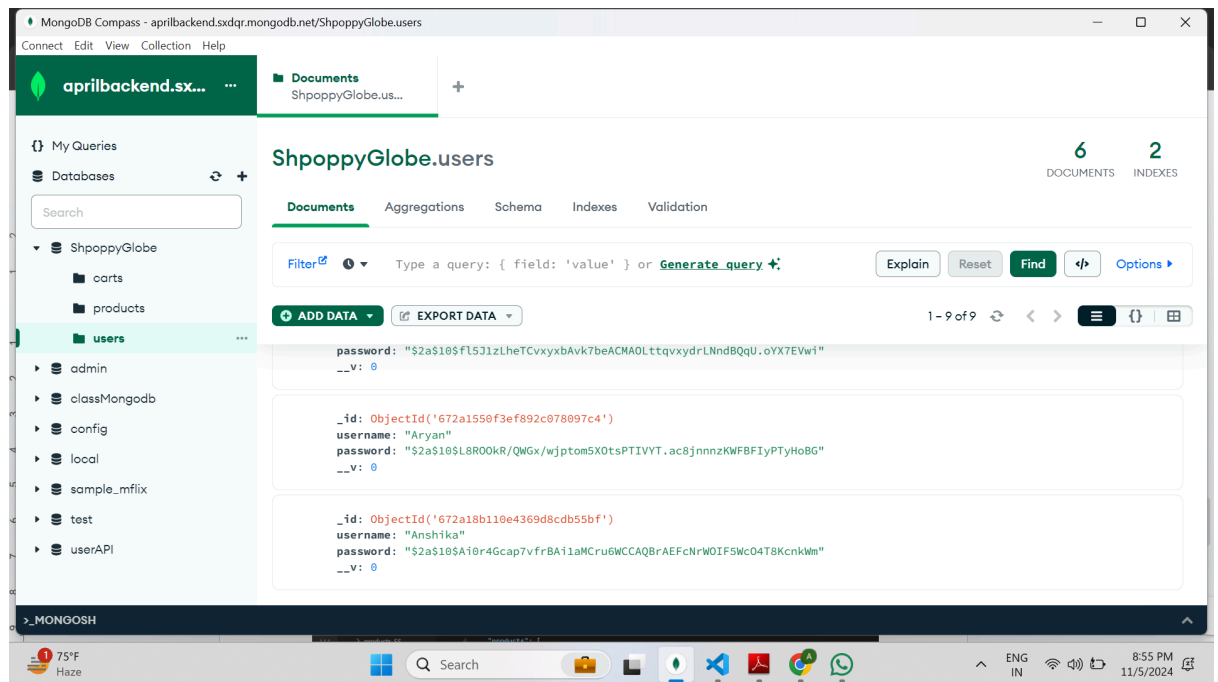 MongoDB Compass - aprilbackend.sxdqr.mongodb.net/ShpoppyGlobe.users
Connect Edit View Collection Help
aprilbackend.sx... ...
Documents
ShpoppyGlobe.us...
{} My Queries
Databases
Search
ShpoppyGlobe
carts
products
users
admin
classMongodb
config
local
sample_mflix
test
userAPI
ShpoppyGlobe.users
6
DOCUMENTS
2
INDEXES
Documents Aggregations Schema Indexes Validation
Filter Type a query: { field: 'value' } or Generate query Explain Reset Find </> Options
ADD DATA EXPORT DATA 1 – 9 of 9 {}
password: "$2a$10$fl5J1zLheTCvxyxbAvk7beACMAOLttqvxydrLNndBQqU.oYX7EVwi"
__v: 0
_id: ObjectId('672a1550f3ef892c078097c4')
username: "Aryan"
password: "$2a$10$L8ROOkR/QWGx/wjptom5XOtsPTIVYT.ac8jnnnzKWFBFIyPTyHoBG"
__v: 0
_id: ObjectId('672a18b110e4369d8cdb55bf')
username: "Anshika"
password: "$2a$10$Ai0r4Gcap7vfrBAi1aMCru6WCCAQBrAEFcNrWOIF5WcO4T8KcnkWm"
__v: 0
>_MONGOSH
1
75°F
Haze
Search
A
ENG
IN
8:55 PM
11/5/2024